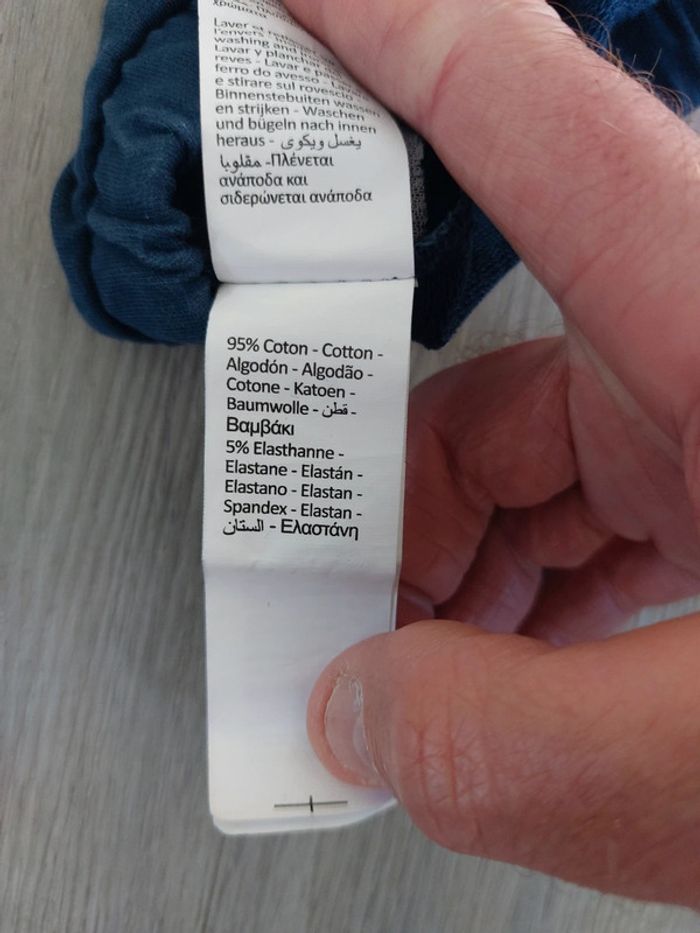 Laver et
l'envers
washing and
Lavar y planchar
reves - Lavar e
ferro do avesso -
e stirare sul rovescio
Binnenstebuiten wassen
en strijken - Waschen
und bügeln nach innen
heraus - يغسل ويكوى
مقلوبا -Πλένεται
ανάποδα και
σιδερώνεται ανάποδα
95% Coton - Cotton -
Algodón - Algodão -
Cotone - Katoen -
Baumwolle - قطن -
Βαμβάκι
5% Elasthanne -
Elastane - Elastán -
Elastano - Elastan -
Spandex - Elastan -
الستان - Ελαστάνη